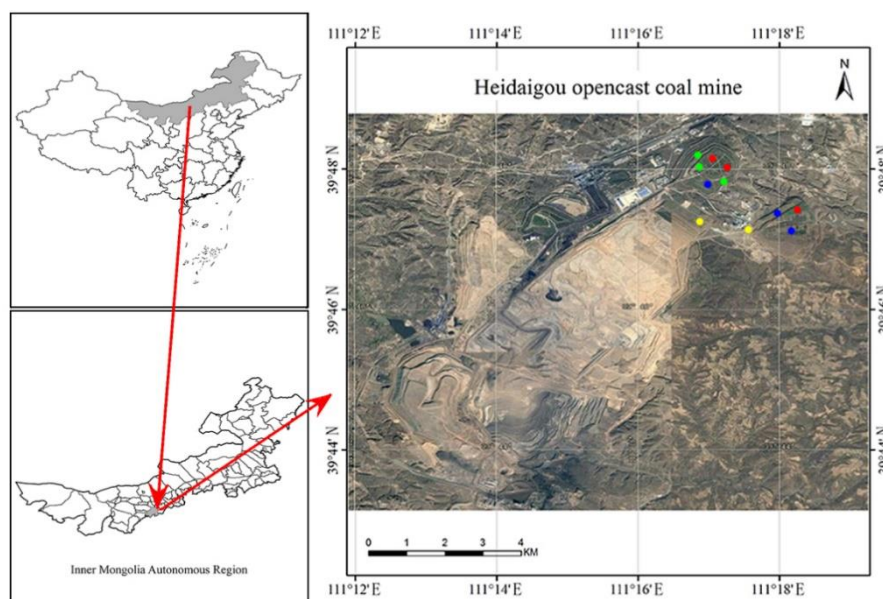 111°12' E
111°14' E
111°16' E
111°18' E
Heidaigou opencast coal mine
N
39°48' N
39°48' N
39°46' N
39°46' N
39°44' N
39°44' N
Inner Mongolia Autonomous Region
0 1 2 3 4
KM
111°12' E
111°14' E
111°16' E
111°18' E